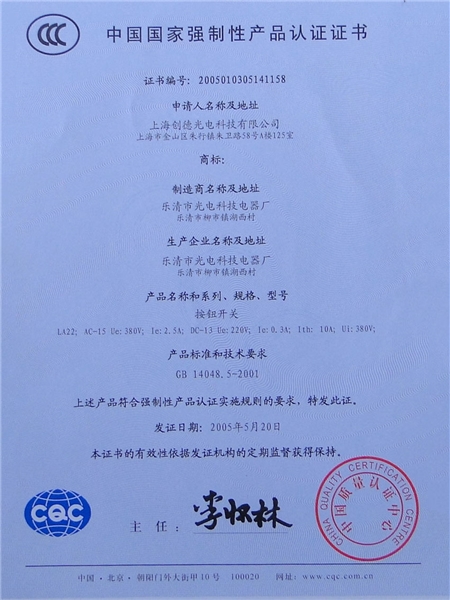 中国国家强制性产品认证证书
证书编号: 2005010305141158
申请人名称及地址
上海创德光电科技有限公司
上海市金山区朱行镇朱卫路58号A楼125室
商标:
制造商名称及地址
乐清市光电科技电器厂
乐清市柳市镇湖西村
生产企业名称及地址
乐清市光电科技电器厂
乐清市柳市镇湖西村
产品名称和系列、规格、型号
按钮开关
LA22; AC-15 Ue:380V; Ie:2.5A; DC-13 Ue:220V; Ie:0.3A; Ith: 10A; Ui:380V;
产品标准和技术要求
GB 14048.5-2001
上述产品符合强制性产品认证实施规则的要求，特发此证。
发证日期: 2005年5月20日
本证书的有效性依据发证机构的定期监督获得保持。
CQC
主 任: 李怀林
CHINA QUALITY CERTIFICATION CENTRE
中国质量认证中心
中国·北京·朝阳门外大街甲10号 100020 网址: www.cqc.com.cn